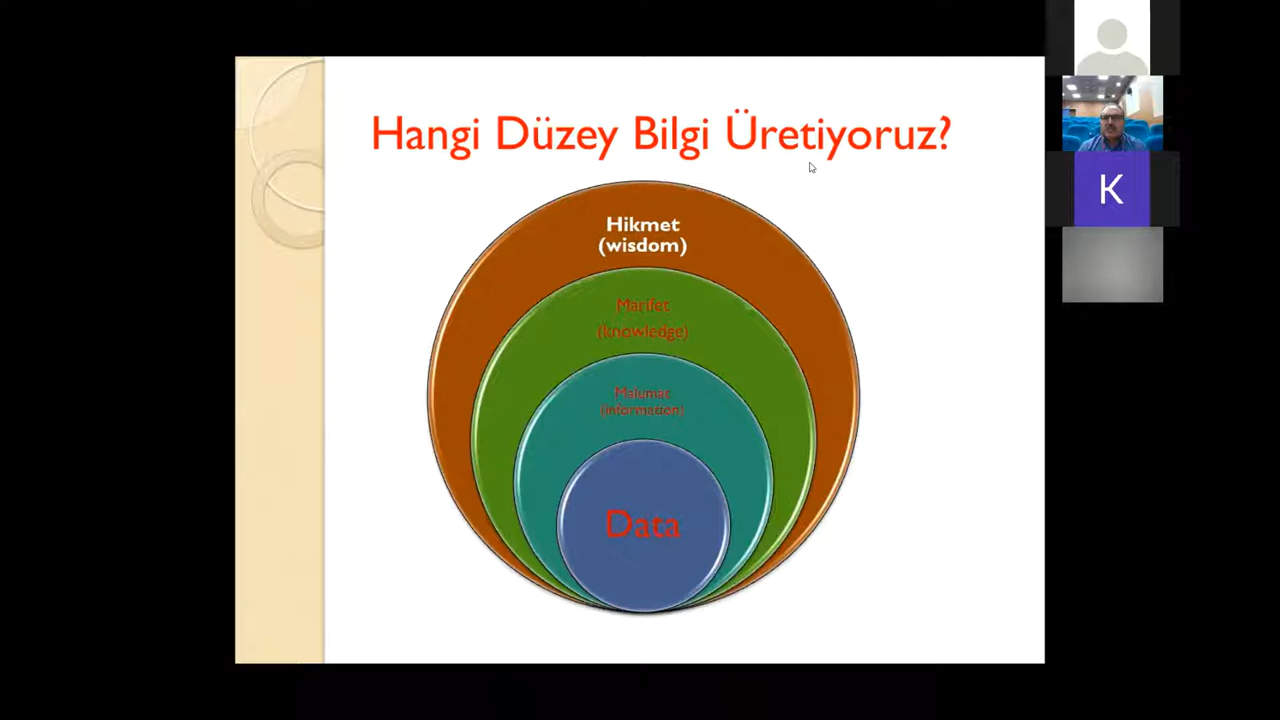 Hangi Düzey Bilgi Üretiyoruz?
Hikmet
(wisdom)
Marifet
(knowledge)
Malumat
(information)
Data
K